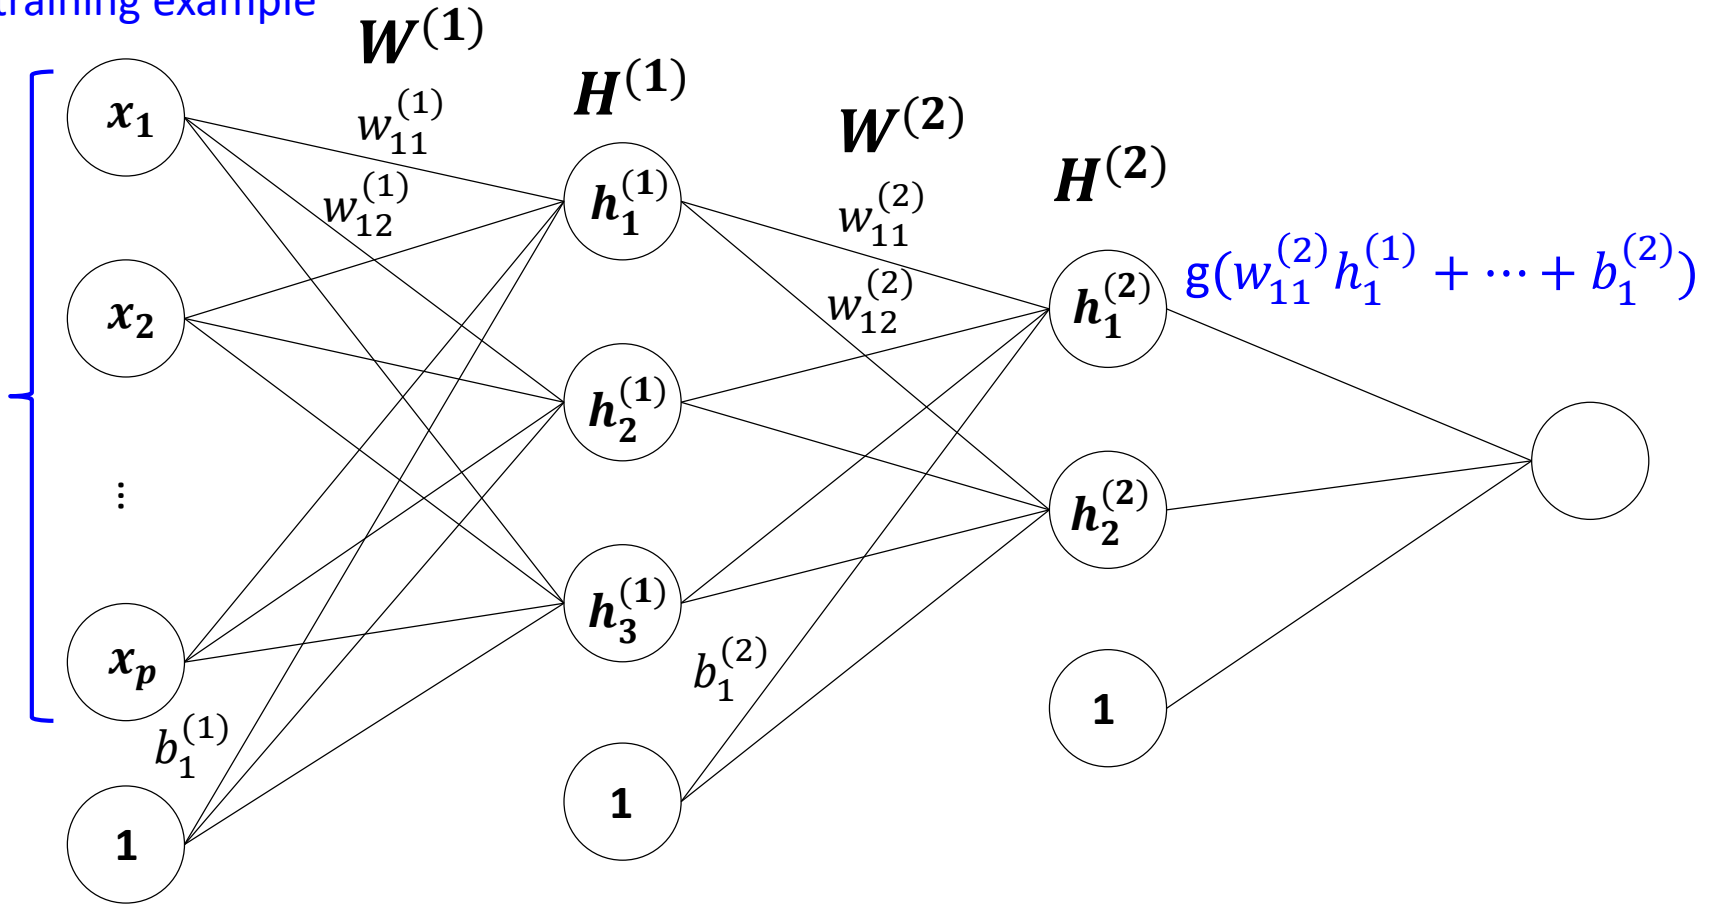 training example
W^(1)
H^(1)
W^(2)
H^(2)
x_1
w_11^(1)
w_12^(1)
h_1^(1)
w_11^(2)
w_12^(2)
h_1^(2)
g(w_11^(2) h_1^(1) + ⋯ + b_1^(2))
x_2
h_2^(1)
⋮
h_2^(2)
x_p
h_3^(1)
b_1^(2)
1
b_1^(1)
1
1